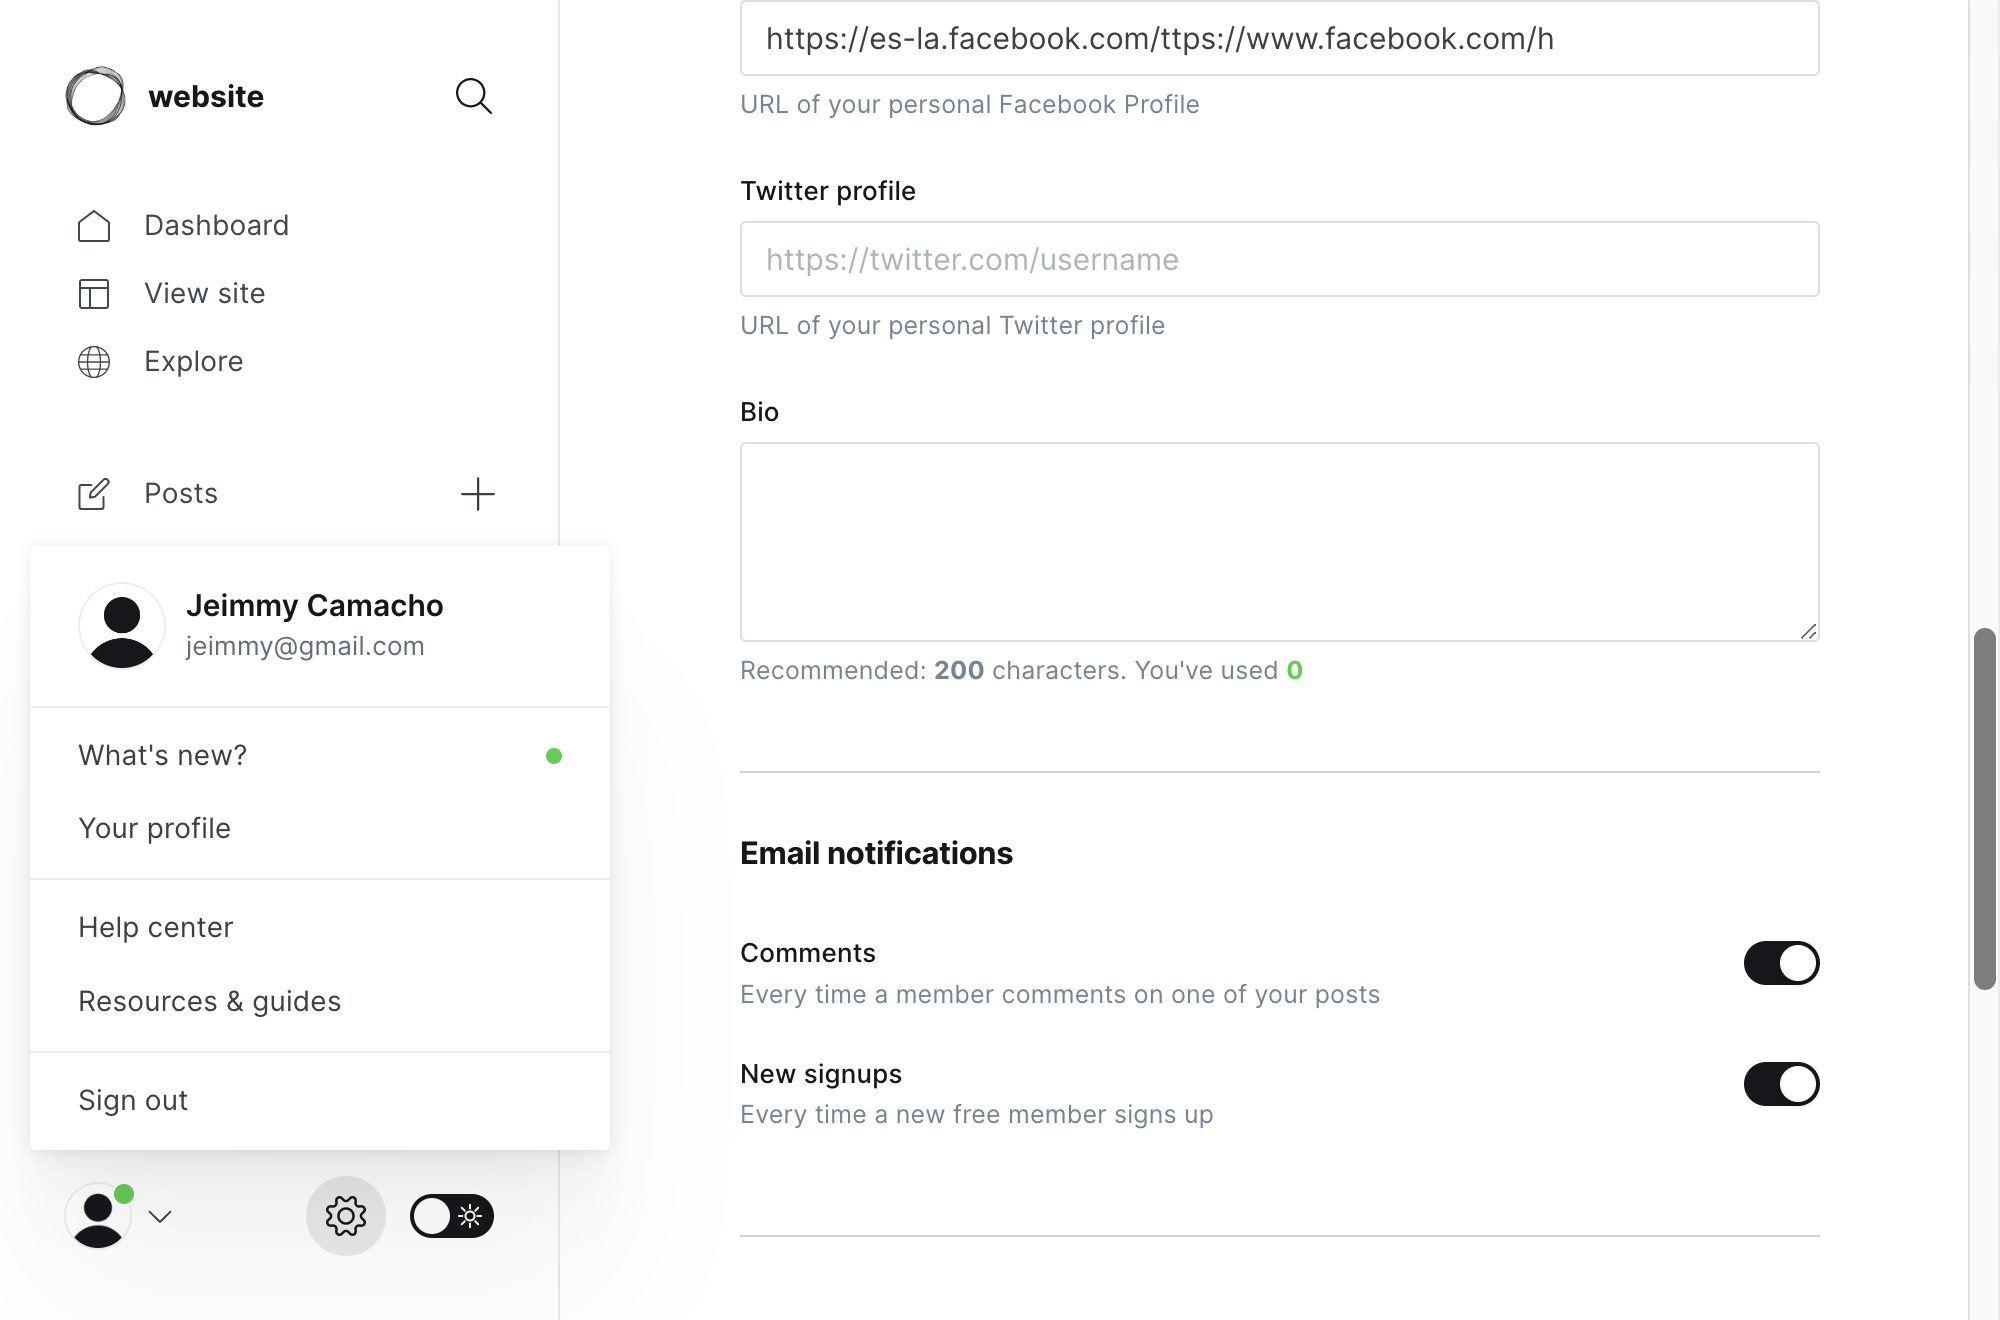 website
Dashboard
View site
Explore
Posts
Jeimmy Camacho
jeimmy@gmail.com
What's new?
Your profile
Help center
Resources & guides
Sign out
https://es-la.facebook.com/ttps://www.facebook.com/h
URL of your personal Facebook Profile
Twitter profile
https://twitter.com/username
URL of your personal Twitter profile
Bio
Recommended: 200 characters. You've used 0
Email notifications
Comments
Every time a member comments on one of your posts
New signups
Every time a new free member signs up